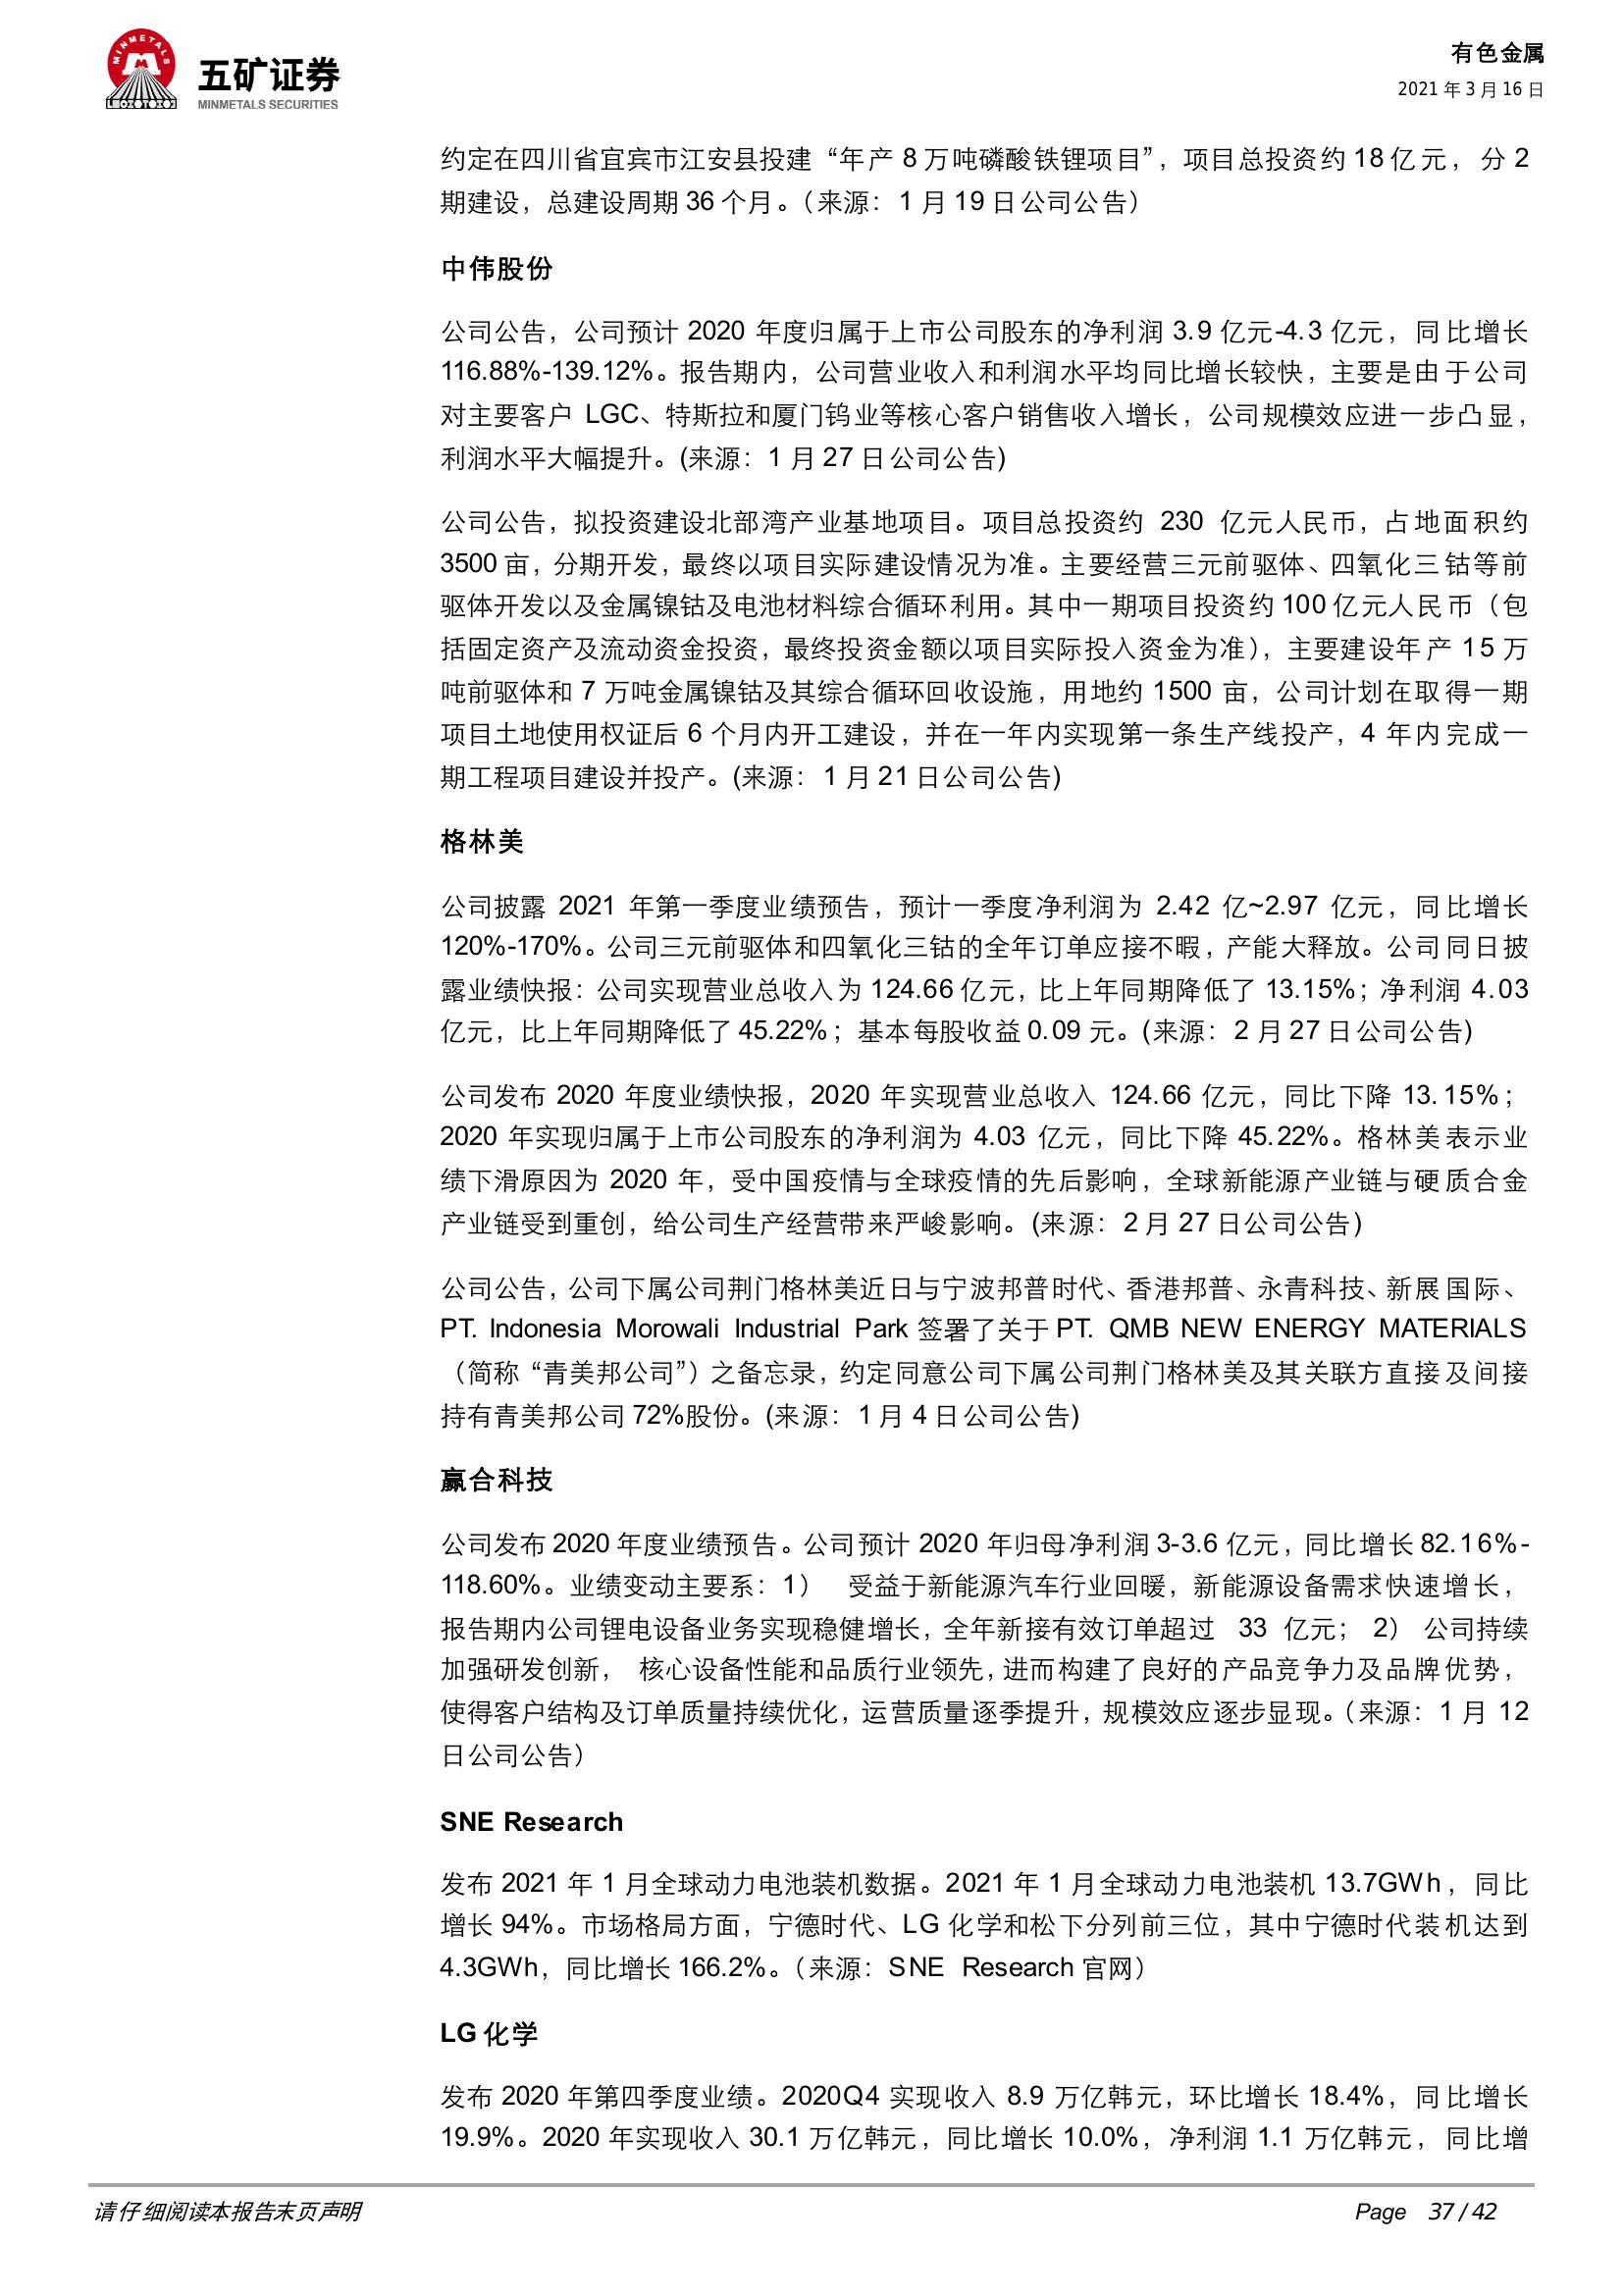 MINMETALS
五矿证券
MINMETALS SECURITIES
有色金属
2021 年 3 月 16 日
约定在四川省宜宾市江安县投建“年产 8 万吨磷酸铁锂项目”，项目总投资约 18 亿元，分 2
期建设，总建设周期 36 个月。（来源：1 月 19 日公司公告）
中伟股份
公司公告，公司预计 2020 年度归属于上市公司股东的净利润 3.9 亿元-4.3 亿元，同比增长
116.88%-139.12%。报告期内，公司营业收入和利润水平均同比增长较快，主要是由于公司
对主要客户 LGC、特斯拉和厦门钨业等核心客户销售收入增长，公司规模效应进一步凸显，
利润水平大幅提升。(来源：1 月 27 日公司公告)
公司公告，拟投资建设北部湾产业基地项目。项目总投资约 230 亿元人民币，占地面积约
3500 亩，分期开发，最终以项目实际建设情况为准。主要经营三元前驱体、四氧化三钴等前
驱体开发以及金属镍钴及电池材料综合循环利用。其中一期项目投资约 100 亿元人民币（包
括固定资产及流动资金投资，最终投资金额以项目实际投入资金为准），主要建设年产 15 万
吨前驱体和 7 万吨金属镍钴及其综合循环回收设施，用地约 1500 亩，公司计划在取得一期
项目土地使用权证后 6 个月内开工建设，并在一年内实现第一条生产线投产，4 年内完成一
期工程项目建设并投产。(来源：1 月 21 日公司公告)
格林美
公司披露 2021 年第一季度业绩预告，预计一季度净利润为 2.42 亿~2.97 亿元，同比增长
120%-170%。公司三元前驱体和四氧化三钴的全年订单应接不暇，产能大释放。公司同日披
露业绩快报：公司实现营业总收入为 124.66 亿元，比上年同期降低了 13.15%；净利润 4.03
亿元，比上年同期降低了 45.22%；基本每股收益 0.09 元。(来源：2 月 27 日公司公告)
公司发布 2020 年度业绩快报，2020 年实现营业总收入 124.66 亿元，同比下降 13.15%；
2020 年实现归属于上市公司股东的净利润为 4.03 亿元，同比下降 45.22%。格林美表示业
绩下滑原因为 2020 年，受中国疫情与全球疫情的先后影响，全球新能源产业链与硬质合金
产业链受到重创，给公司生产经营带来严峻影响。(来源：2 月 27 日公司公告)
公司公告，公司下属公司荆门格林美近日与宁波邦普时代、香港邦普、永青科技、新展国际、
PT. Indonesia Morowali Industrial Park 签署了关于 PT. QMB NEW ENERGY MATERIALS
（简称“青美邦公司”）之备忘录，约定同意公司下属公司荆门格林美及其关联方直接及间接
持有青美邦公司 72%股份。(来源：1 月 4 日公司公告)
赢合科技
公司发布 2020 年度业绩预告。公司预计 2020 年归母净利润 3-3.6 亿元，同比增长 82.16%-
118.60%。业绩变动主要系：1） 受益于新能源汽车行业回暖，新能源设备需求快速增长，
报告期内公司锂电设备业务实现稳健增长，全年新接有效订单超过 33 亿元； 2） 公司持续
加强研发创新， 核心设备性能和品质行业领先，进而构建了良好的产品竞争力及品牌优势，
使得客户结构及订单质量持续优化，运营质量逐季提升，规模效应逐步显现。（来源：1 月 12
日公司公告）
SNE Research
发布 2021 年 1 月全球动力电池装机数据。2021 年 1 月全球动力电池装机 13.7GWh，同比
增长 94%。市场格局方面，宁德时代、LG 化学和松下分列前三位，其中宁德时代装机达到
4.3GWh，同比增长 166.2%。（来源：SNE Research 官网）
LG 化学
发布 2020 年第四季度业绩。2020Q4 实现收入 8.9 万亿韩元，环比增长 18.4%，同比增长
19.9%。2020 年实现收入 30.1 万亿韩元，同比增长 10.0%，净利润 1.1 万亿韩元，同比增
请仔细阅读本报告末页声明
Page 37 / 42